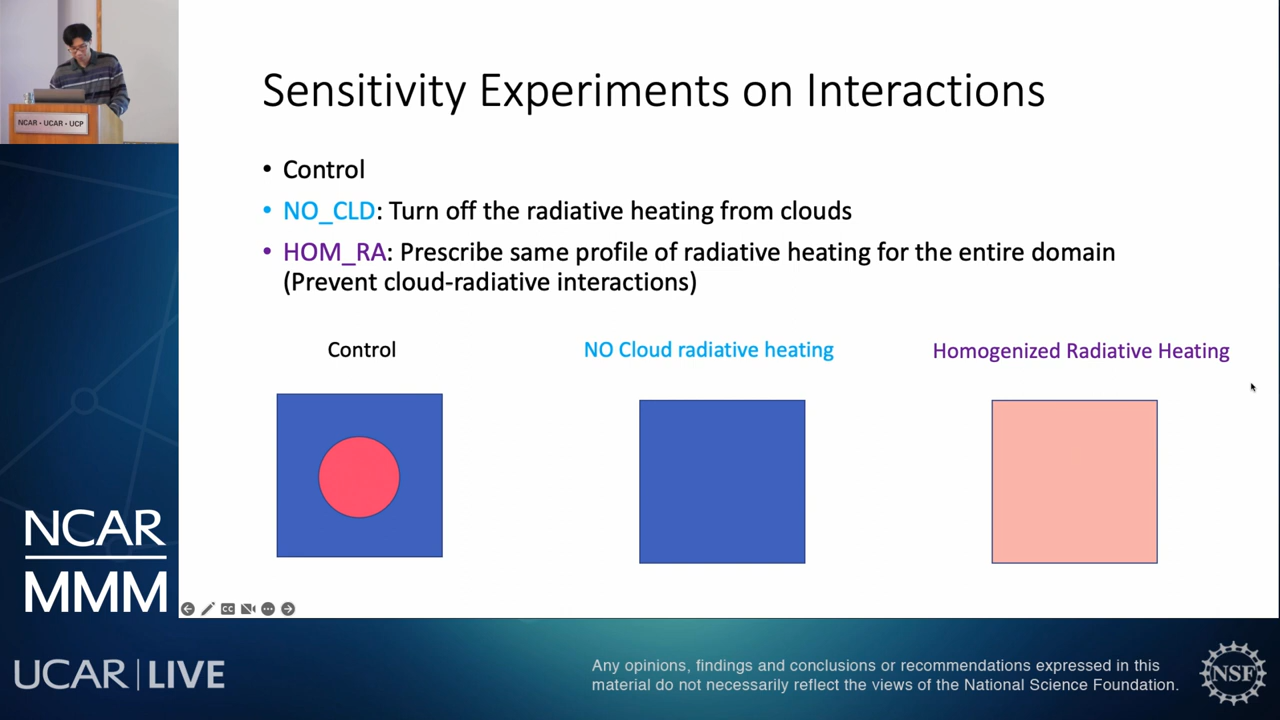 NCAR • UCAR • UCP
Sensitivity Experiments on Interactions
• Control
• NO_CLD: Turn off the radiative heating from clouds
• HOM_RA: Prescribe same profile of radiative heating for the entire domain
(Prevent cloud-radiative interactions)
Control
NO Cloud radiative heating
Homogenized Radiative Heating
NCAR
MMM
CC
UCAR | LIVE
Any opinions, findings and conclusions or recommendations expressed in this
material do not necessarily reflect the views of the National Science Foundation.
NSF